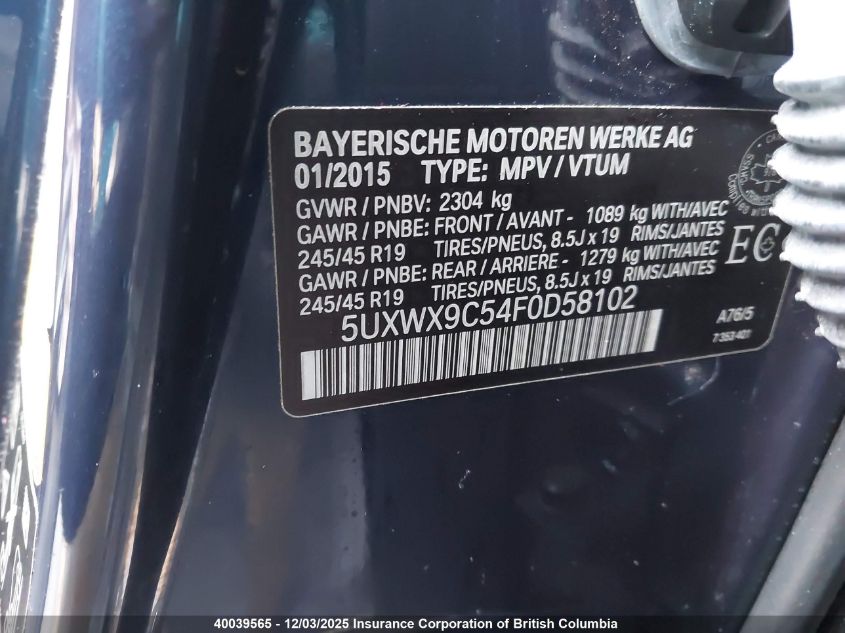 BAYERISCHE MOTOREN WERKE AG
01/2015 TYPE: MPV / VTUM
GVWR / PNBV: 2304 kg
GAWR / PNBE: FRONT / AVANT - 1089 kg WITH/AVEC
245/45 R19 TIRES/PNEUS, 8.5J x 19 RIMS/JANTES
GAWR / PNBE: REAR / ARRIERE - 1279 kg WITH/AVEC
245/45 R19 TIRES/PNEUS, 8.5J x 19 RIMS/JANTES
EC
5UXWX9C54F0D58102
A76/5
7 353 401
40039565 - 12/03/2025 Insurance Corporation of British Columbia